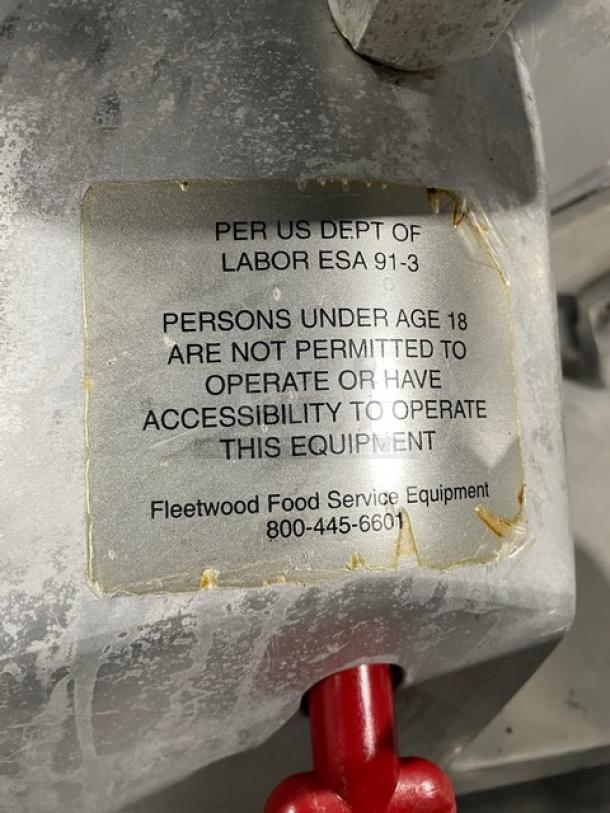 PER US DEPT OF
LABOR ESA 91-3
PERSONS UNDER AGE 18
ARE NOT PERMITTED TO
OPERATE OR HAVE
ACCESSIBILITY TO OPERATE
THIS EQUIPMENT
Fleetwood Food Service Equipment
800-445-6601